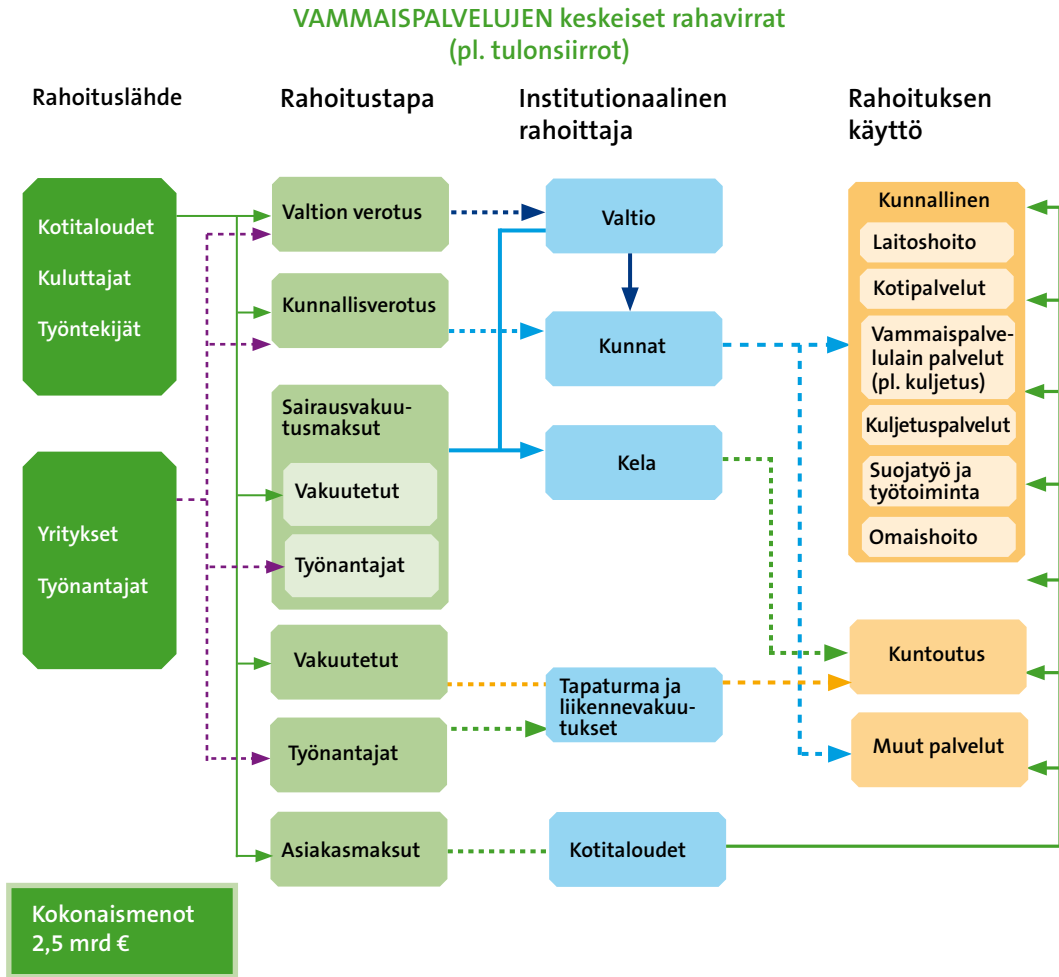 VAMMAISPALVELUJEN keskeiset rahavirrat
(pl. tulonsiirrot)
Rahoituslähde
Rahoitustapa
Institutionaalinen
rahoittaja
Rahoituksen
käyttö
Kotitaloudet
Kuluttajat
Työntekijät
Yritykset
Työnantajat
Valtion verotus
Kunnallisverotus
Sairausvakuu-
tusmaksut
Vakuutetut
Työnantajat
Vakuutetut
Työnantajat
Asiakasmaksut
Valtio
Kunnat
Kela
Tapaturma ja
liikennevakuu-
tukset
Kotitaloudet
Kunnallinen
Laitoshoito
Kotipalvelut
Vammaispalve-
lulain palvelut
(pl. kuljetus)
Kuljetuspalvelut
Suojatyö ja
työtoiminta
Omaishoito
Kuntoutus
Muut palvelut
Kokonaismenot
2,5 mrd €